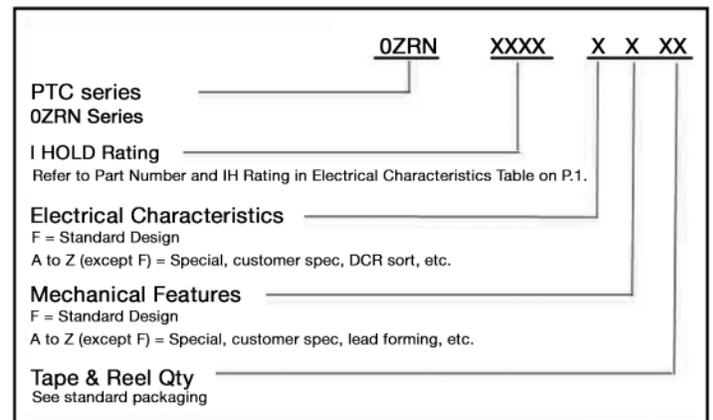 0ZRN XXXX X X XX
PTC series
0ZRN Series
I HOLD Rating
Refer to Part Number and IH Rating in Electrical Characteristics Table on P.1.
Electrical Characteristics
F = Standard Design
A to Z (except F) = Special, customer spec, DCR sort, etc.
Mechanical Features
F = Standard Design
A to Z (except F) = Special, customer spec, lead forming, etc.
Tape & Reel Qty
See standard packaging